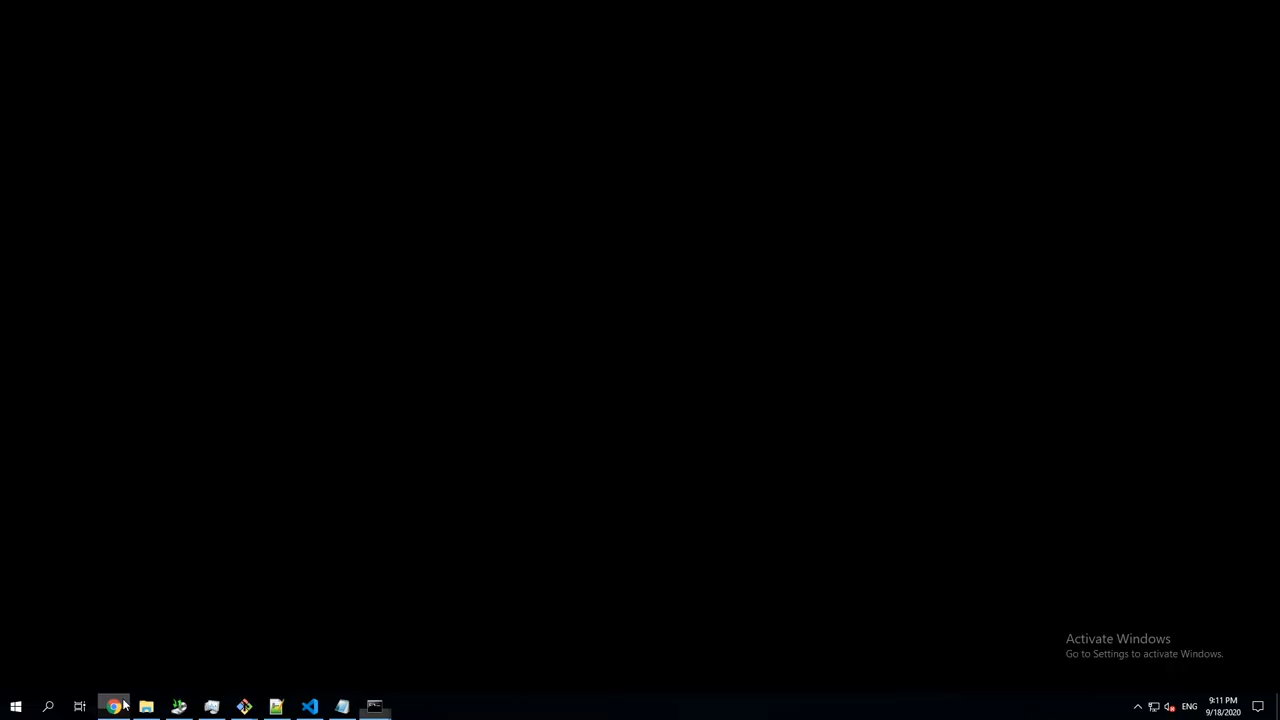 Activate Windows
Go to Settings to activate Windows.
ENG
9:11 PM
9/18/2020